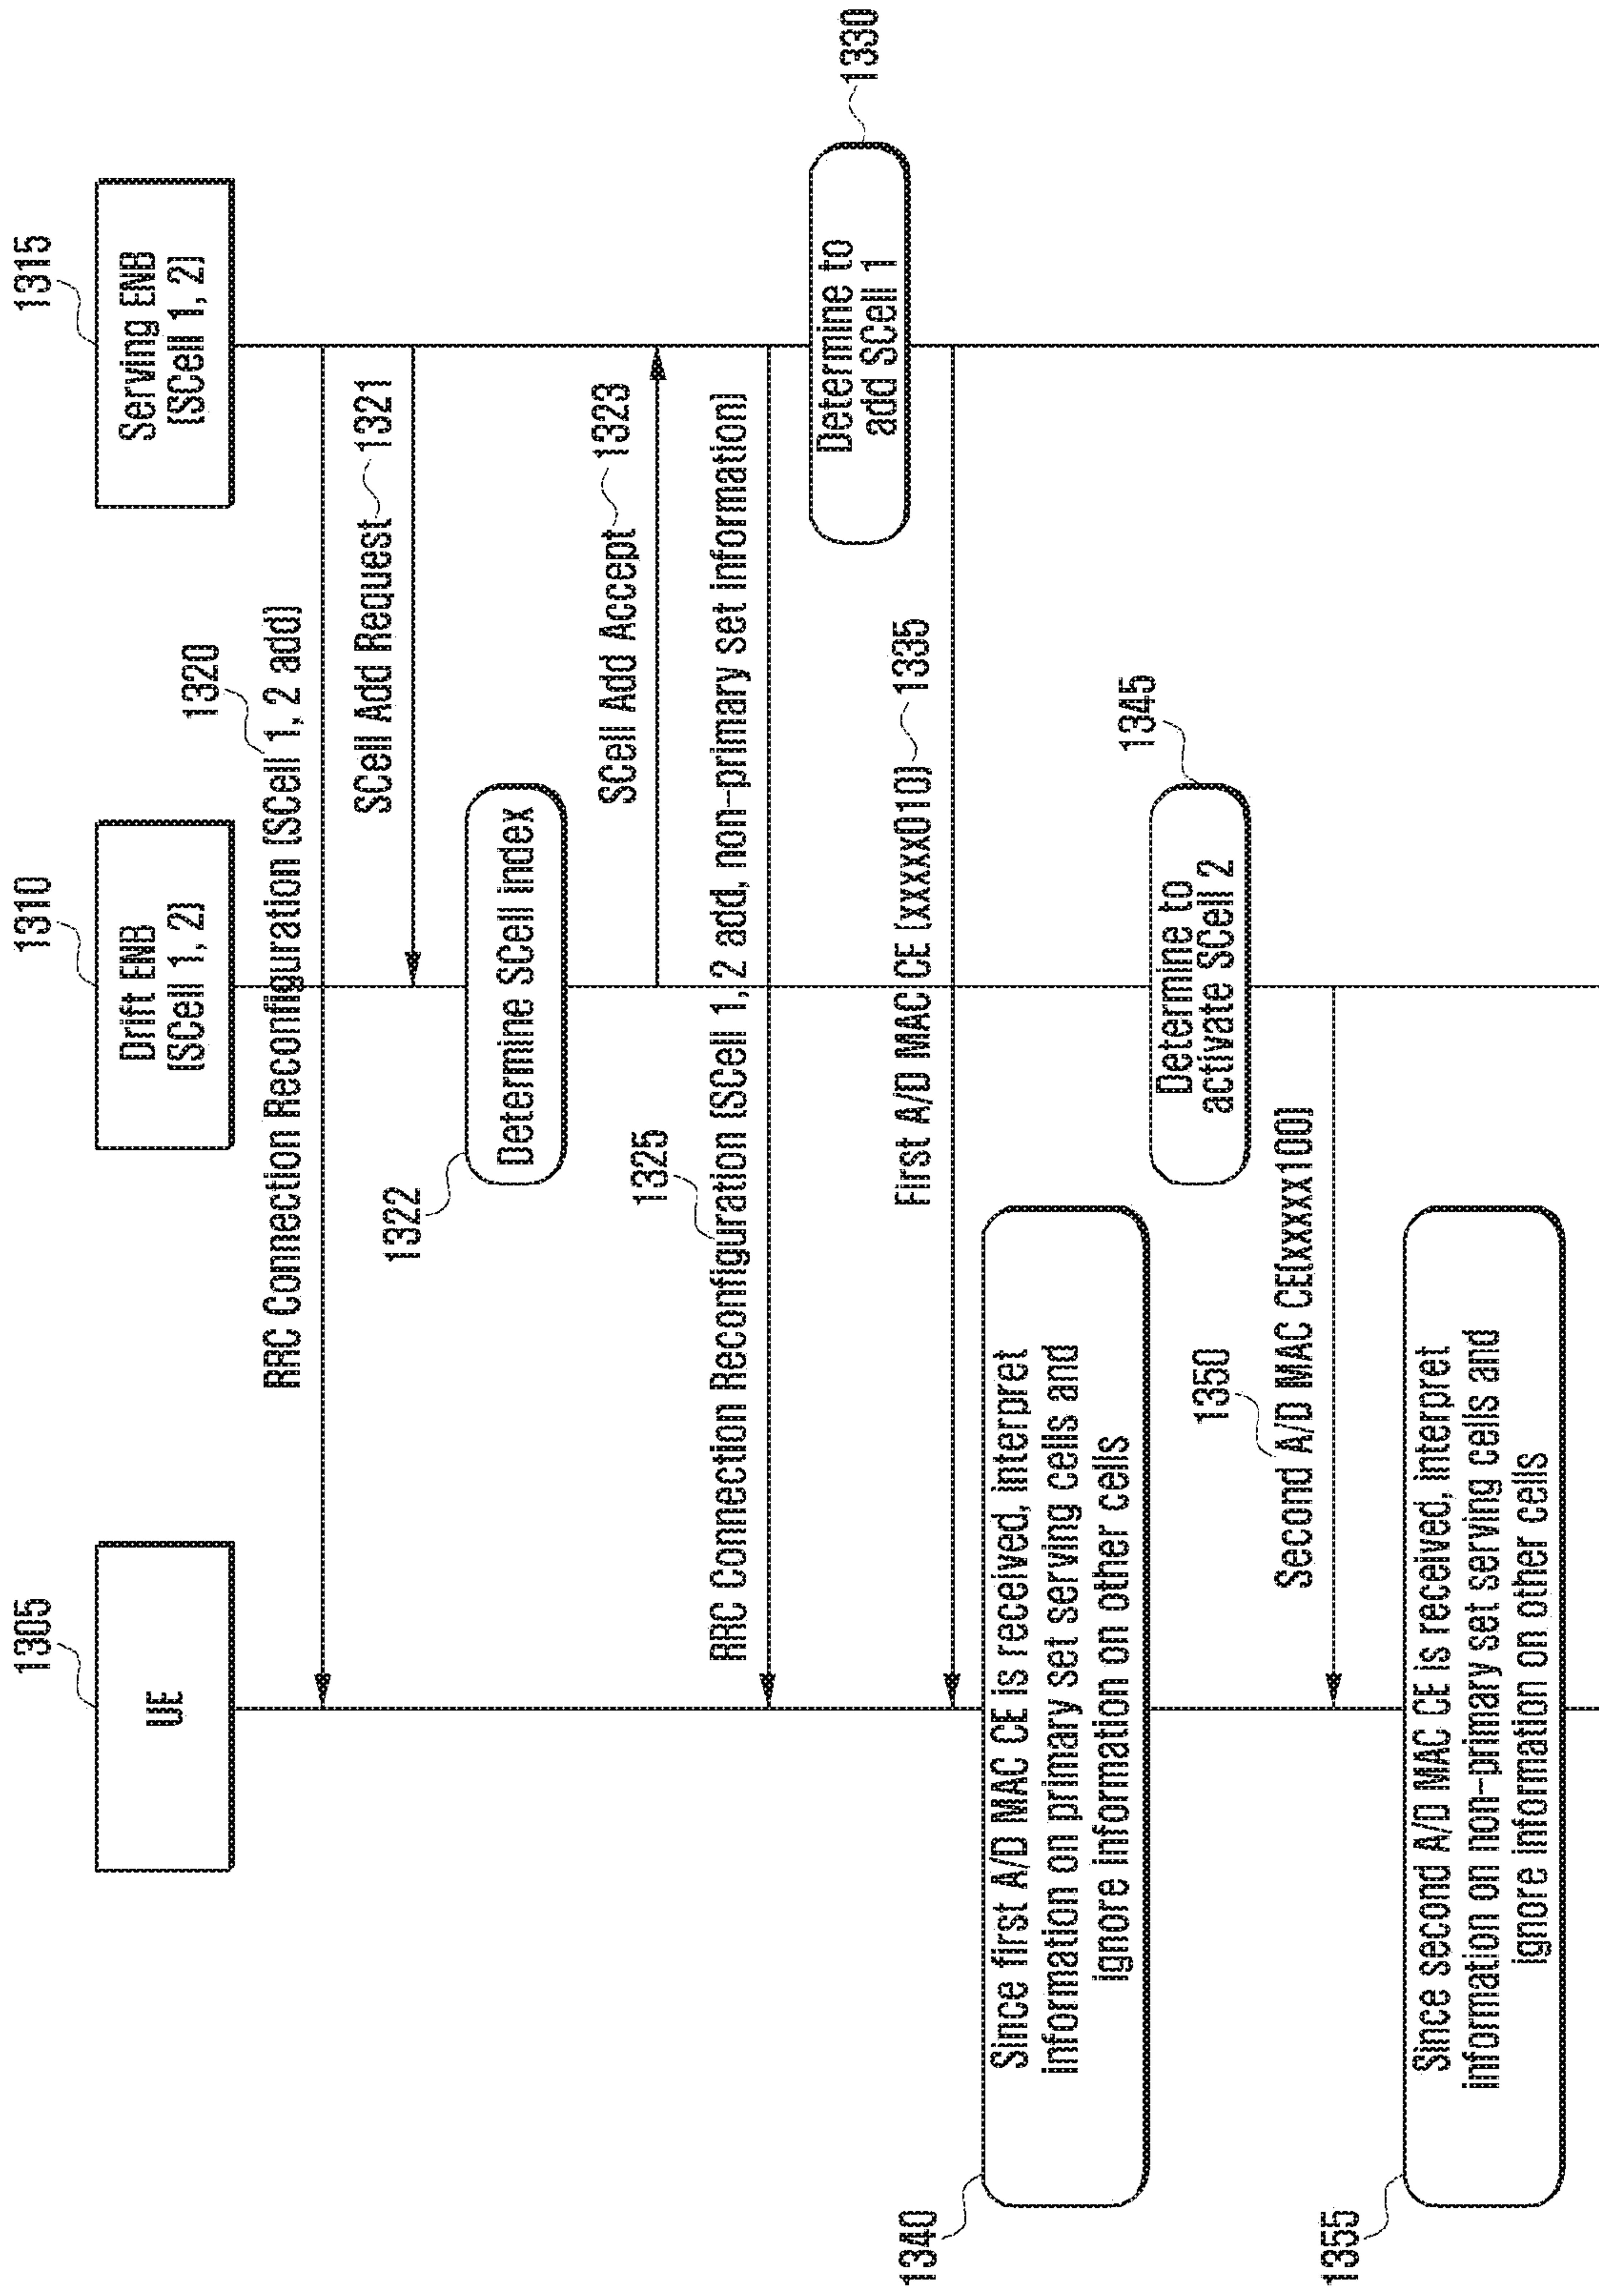 1305
UE
1310
Drift ENB
(SCell 1, 2)
1315
Serving ENB
(SCell 1, 2)
1320
RRC Connection Reconfiguration (SCell 1, 2 add)
SCell Add Request 1321
1322
Determine SCell index
SCell Add Accept 1323
1325
RRC Connection Reconfiguration (SCell 1, 2 add, non-primary set information)
Determine to
add SCell 1
1330
First A/D MAC CE (xxxxx010) 1335
1340
Since first A/D MAC CE is received, interpret
information on primary set serving cells and
ignore information on other cells
1345
Determine to
activate SCell 2
1350
Second A/D MAC CE(xxxxx100)
1355
Since second A/D MAC CE is received, interpret
information on non-primary set serving cells and
ignore information on other cells